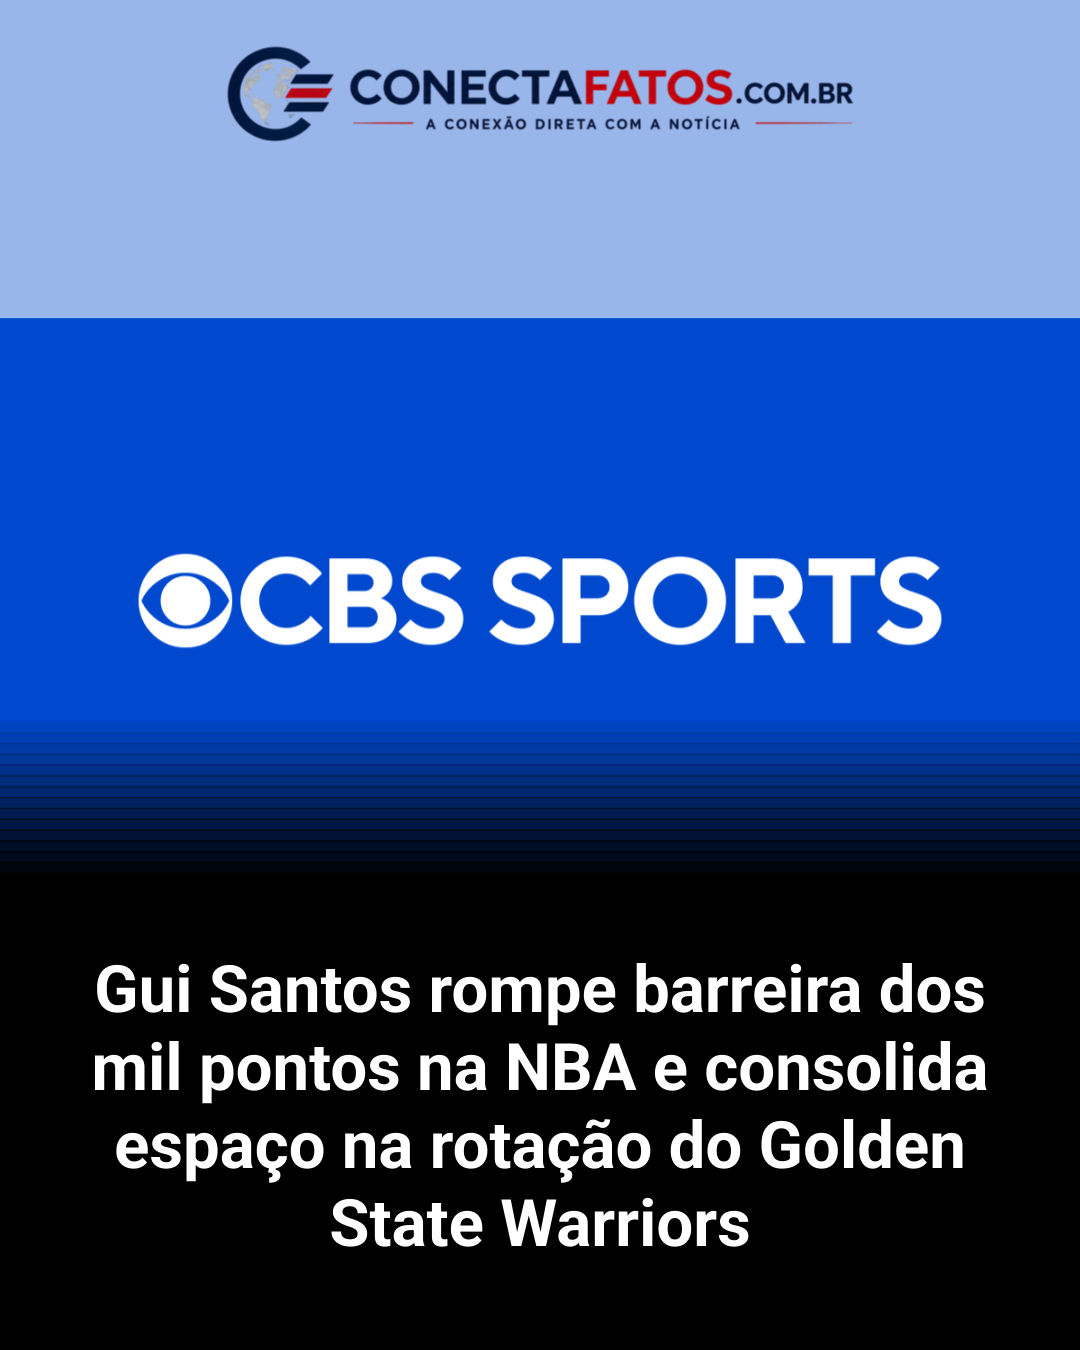 CONECTAFATOS.COM.BR
A CONEXÃO DIRETA COM A NOTÍCIA
CBS SPORTS
Gui Santos rompe barreira dos
mil pontos na NBA e consolida
espaço na rotação do Golden
State Warriors